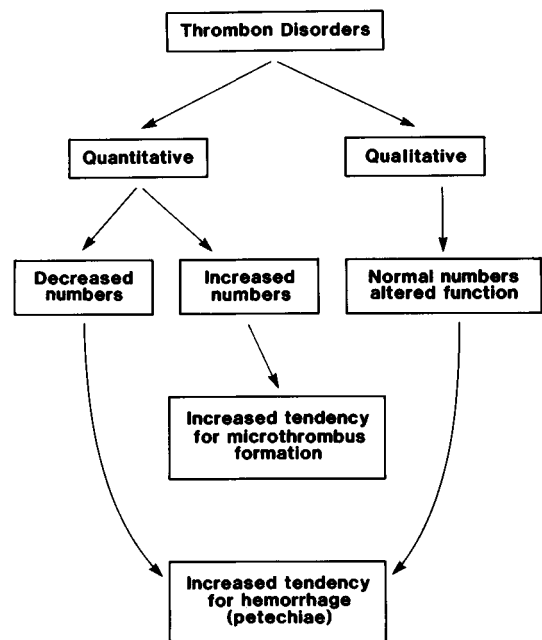 Thrombon Disorders
Quantitative
Qualitative
Decreased
numbers
Increased
numbers
Normal numbers
altered function
Increased tendency
for microthrombus
formation
Increased tendency
for hemorrhage
(petechiae)